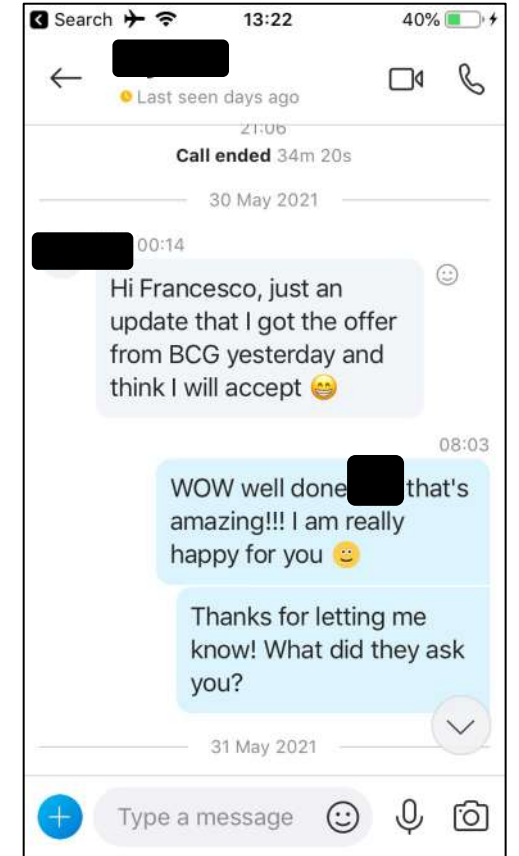 Search 13:22 40%
Last seen days ago
21:06
Call ended 34m 20s
30 May 2021
00:14
Hi Francesco, just an
update that I got the offer
from BCG yesterday and
think I will accept 😁
08:03
WOW well done that's
amazing!!! I am really
happy for you 🙂
Thanks for letting me
know! What did they ask
you?
31 May 2021
Type a message